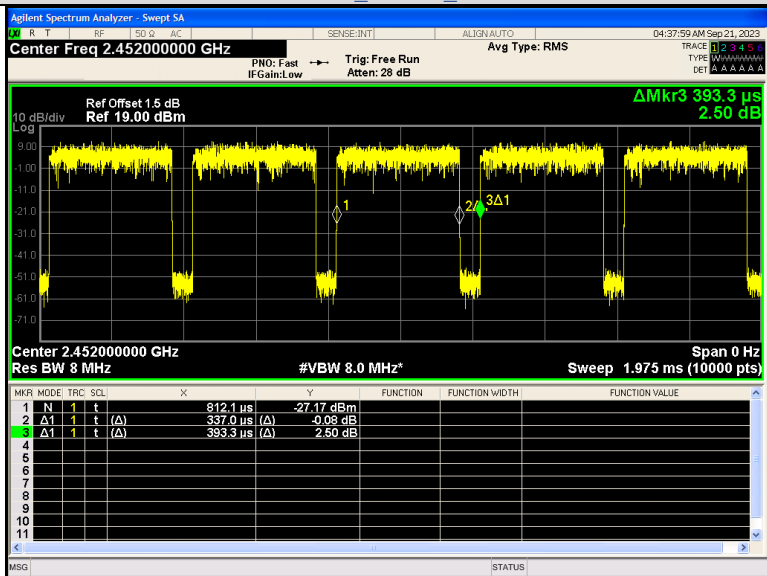 Agilent Spectrum Analyzer - Swept SA
LXI R T RF 50 Ω AC SENSE:INT ALIGN AUTO 04:37:59 AM Sep 21, 2023
Center Freq 2.452000000 GHz Avg Type: RMS TRACE 1 2 3 4 5 6
PNO: Fast Trig: Free Run TYPE W
IFGain:Low Atten: 28 dB DET A A A A A A
ΔMkr3 393.3 µs
2.50 dB
Ref Offset 1.5 dB
10 dB/div Ref 19.00 dBm
Log
9.00
-1.00
-11.0
-21.0
-31.0
-41.0
-51.0
-61.0
-71.0
1
2Δ1
3Δ1
Center 2.452000000 GHz Span 0 Hz
Res BW 8 MHz #VBW 8.0 MHz* Sweep 1.975 ms (10000 pts)
MKR MODE TRC SCL X Y FUNCTION FUNCTION WIDTH FUNCTION VALUE
1 N 1 t 812.1 µs -27.17 dBm
2 Δ1 1 t (Δ) 337.0 µs (Δ) -0.08 dB
3 Δ1 1 t (Δ) 393.3 µs (Δ) 2.50 dB
4
5
6
7
8
9
10
11
MSG STATUS